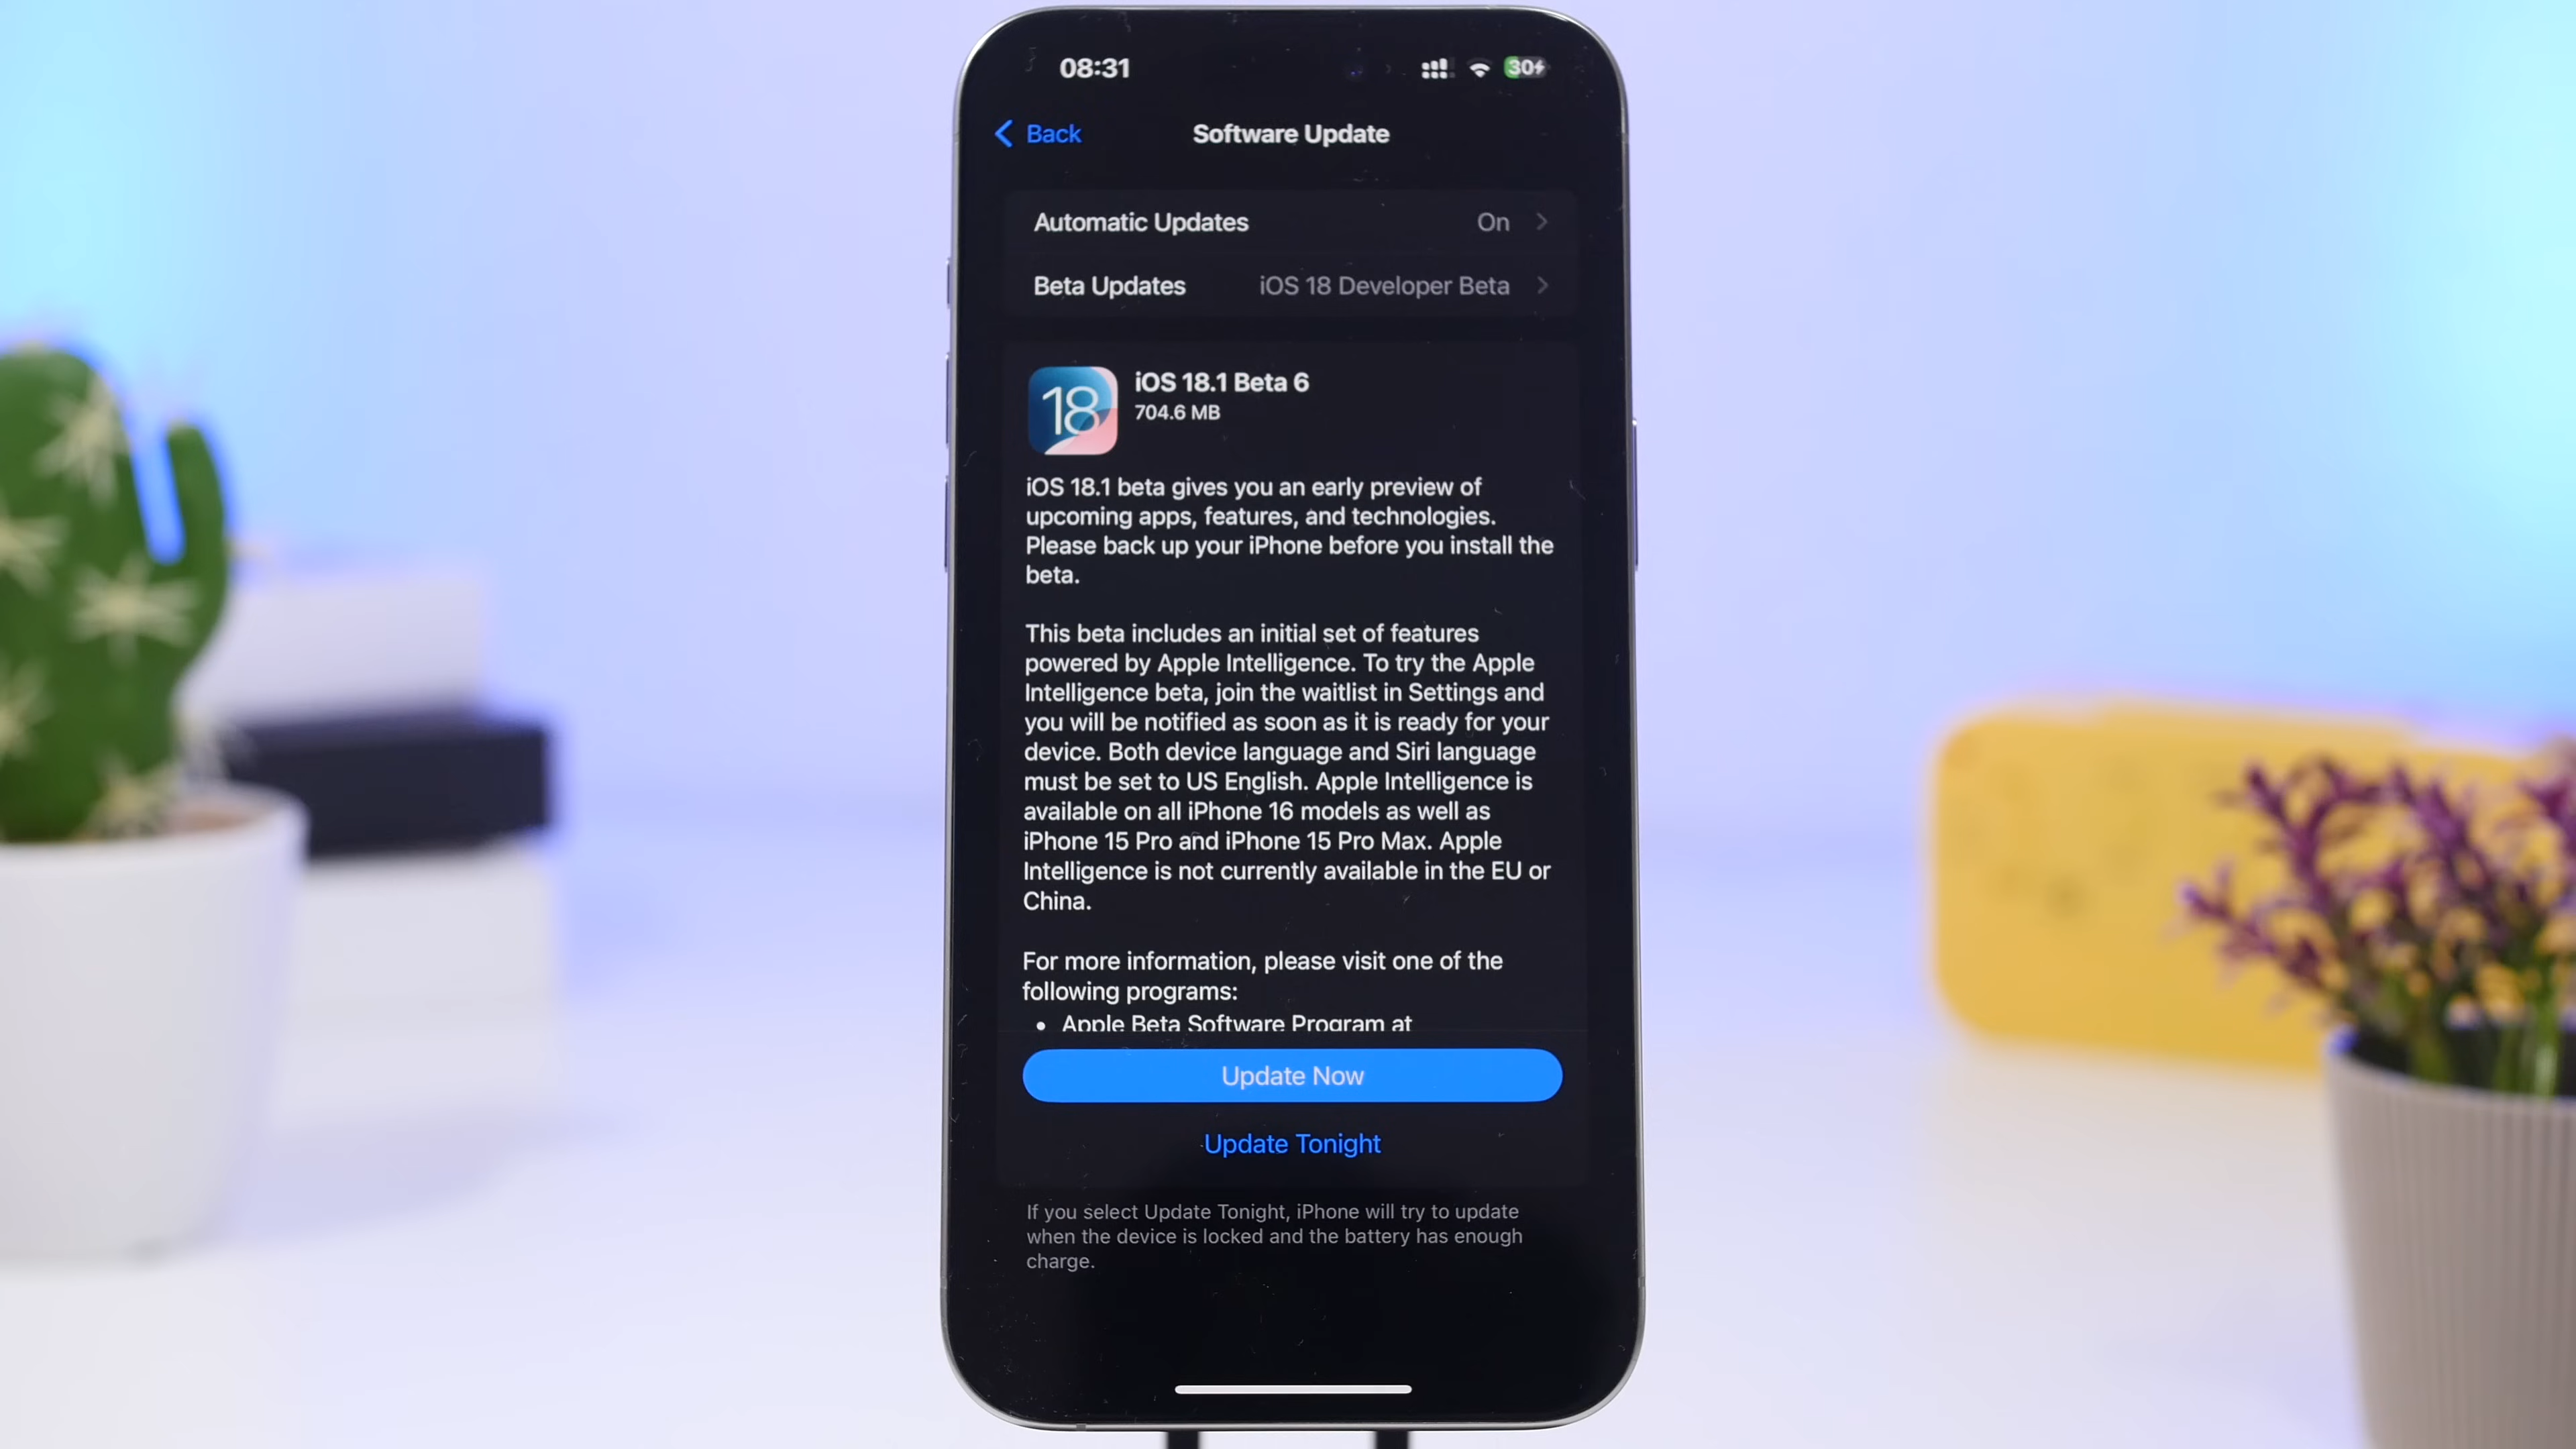 08:31
30
Back
Software Update
Automatic Updates On
Beta Updates iOS 18 Developer Beta
18
iOS 18.1 Beta 6
704.6 MB
iOS 18.1 beta gives you an early preview of
upcoming apps, features, and technologies.
Please back up your iPhone before you install the
beta.
This beta includes an initial set of features
powered by Apple Intelligence. To try the Apple
Intelligence beta, join the waitlist in Settings and
you will be notified as soon as it is ready for your
device. Both device language and Siri language
must be set to US English. Apple Intelligence is
available on all iPhone 16 models as well as
iPhone 15 Pro and iPhone 15 Pro Max. Apple
Intelligence is not currently available in the EU or
China.
For more information, please visit one of the
following programs:
• Apple Beta Software Program at
Update Now
Update Tonight
If you select Update Tonight, iPhone will try to update
when the device is locked and the battery has enough
charge.